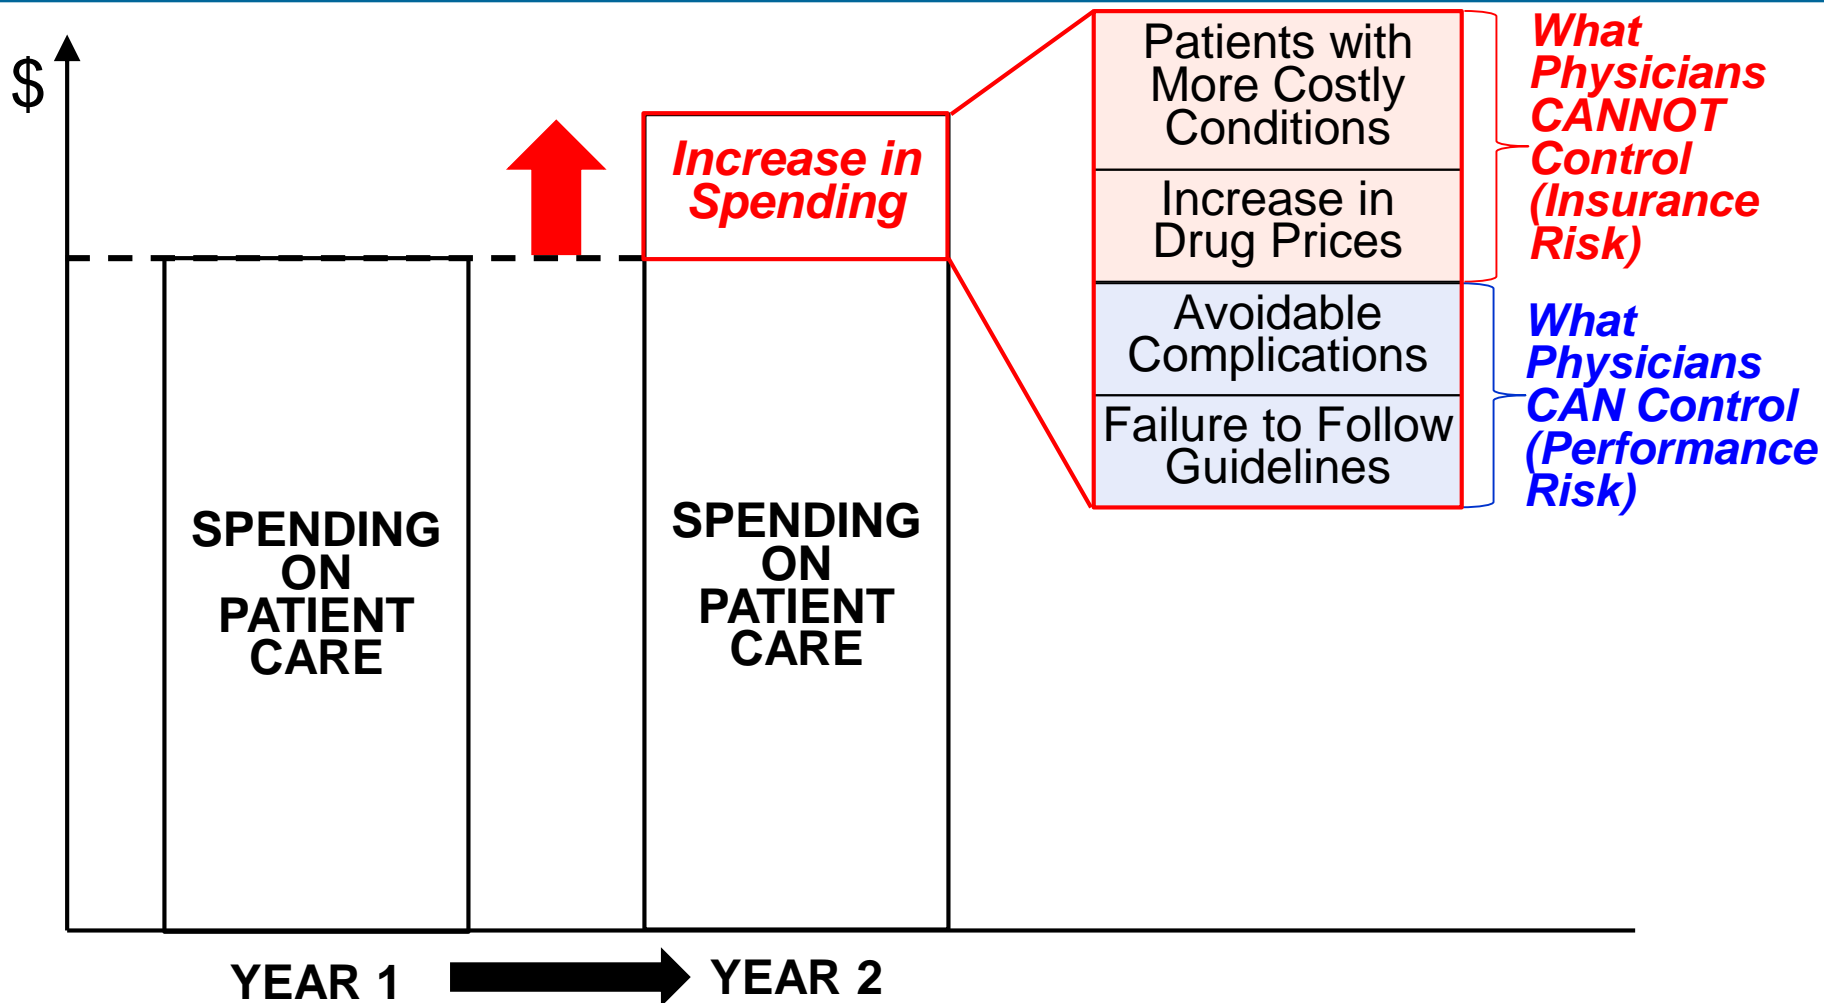 $
SPENDING
ON
PATIENT
CARE
Increase in
Spending
SPENDING
ON
PATIENT
CARE
Patients with
More Costly
Conditions
Increase in
Drug Prices
Avoidable
Complications
Failure to Follow
Guidelines
What
Physicians
CANNOT
Control
(Insurance
Risk)
What
Physicians
CAN Control
(Performance
Risk)
YEAR 1
YEAR 2